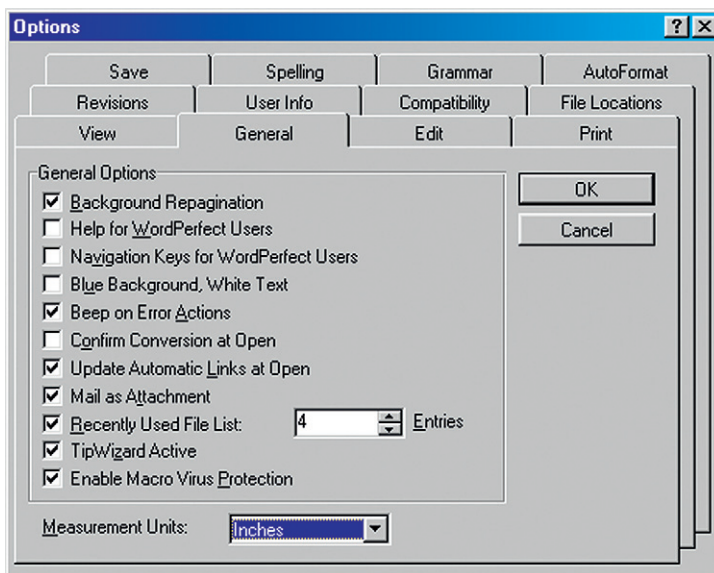 Options
Save Spelling Grammar AutoFormat
Revisions User Info Compatibility File Locations
View General Edit Print
General Options
Background Repagination
Help for WordPerfect Users
Navigation Keys for WordPerfect Users
Blue Background, White Text
Beep on Error Actions
Confirm Conversion at Open
Update Automatic Links at Open
Mail as Attachment
Recently Used File List: 4 Entries
TipWizard Active
Enable Macro Virus Protection
Measurement Units: Inches
OK
Cancel